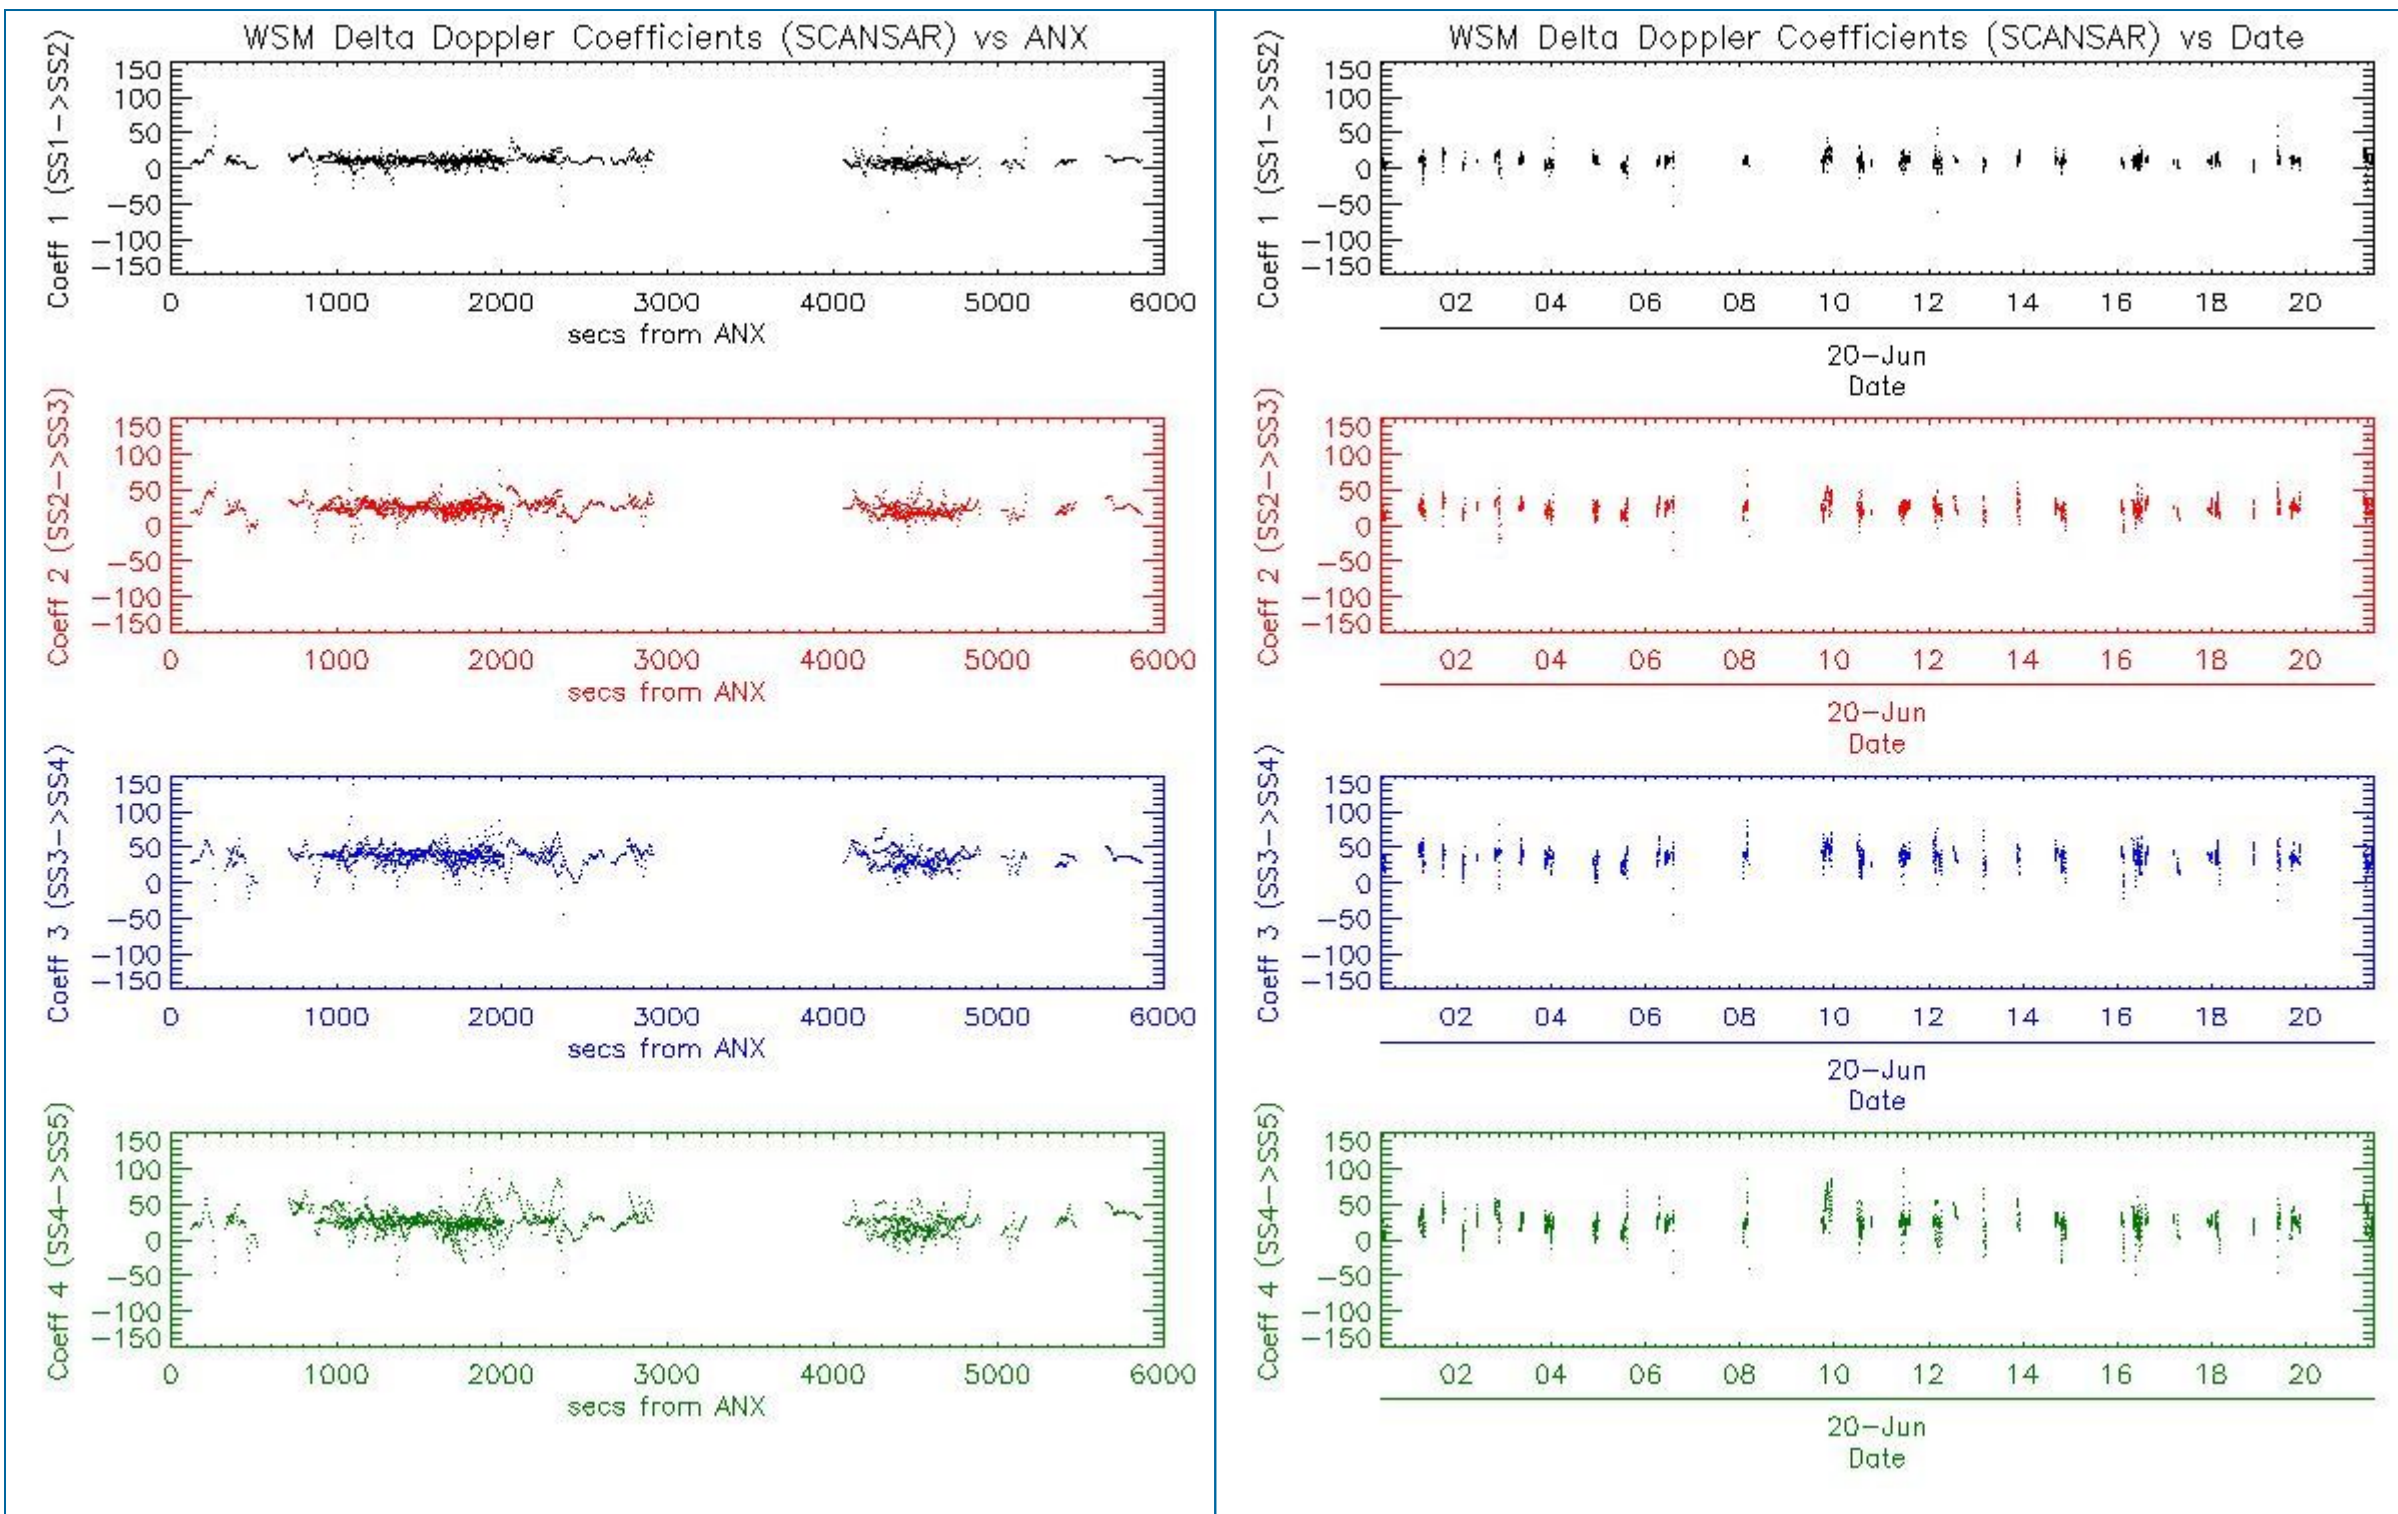 WSM Delta Doppler Coefficients (SCANSAR) vs ANX
Coeff 1 (SS1->SS2)
150
100
50
0
-50
-100
-150
0 1000 2000 3000 4000 5000 6000
secs from ANX
Coeff 2 (SS2->SS3)
150
100
50
0
-50
-100
-150
0 1000 2000 3000 4000 5000 6000
secs from ANX
Coeff 3 (SS3->SS4)
150
100
50
0
-50
-100
-150
0 1000 2000 3000 4000 5000 6000
secs from ANX
Coeff 4 (SS4->SS5)
150
100
50
0
-50
-100
-150
0 1000 2000 3000 4000 5000 6000
secs from ANX
WSM Delta Doppler Coefficients (SCANSAR) vs Date
Coeff 1 (SS1->SS2)
150
100
50
0
-50
-100
-150
02 04 06 08 10 12 14 16 18 20
20-Jun
Date
Coeff 2 (SS2->SS3)
150
100
50
0
-50
-100
-150
02 04 06 08 10 12 14 16 18 20
20-Jun
Date
Coeff 3 (SS3->SS4)
150
100
50
0
-50
-100
-150
02 04 06 08 10 12 14 16 18 20
20-Jun
Date
Coeff 4 (SS4->SS5)
150
100
50
0
-50
-100
-150
02 04 06 08 10 12 14 16 18 20
20-Jun
Date